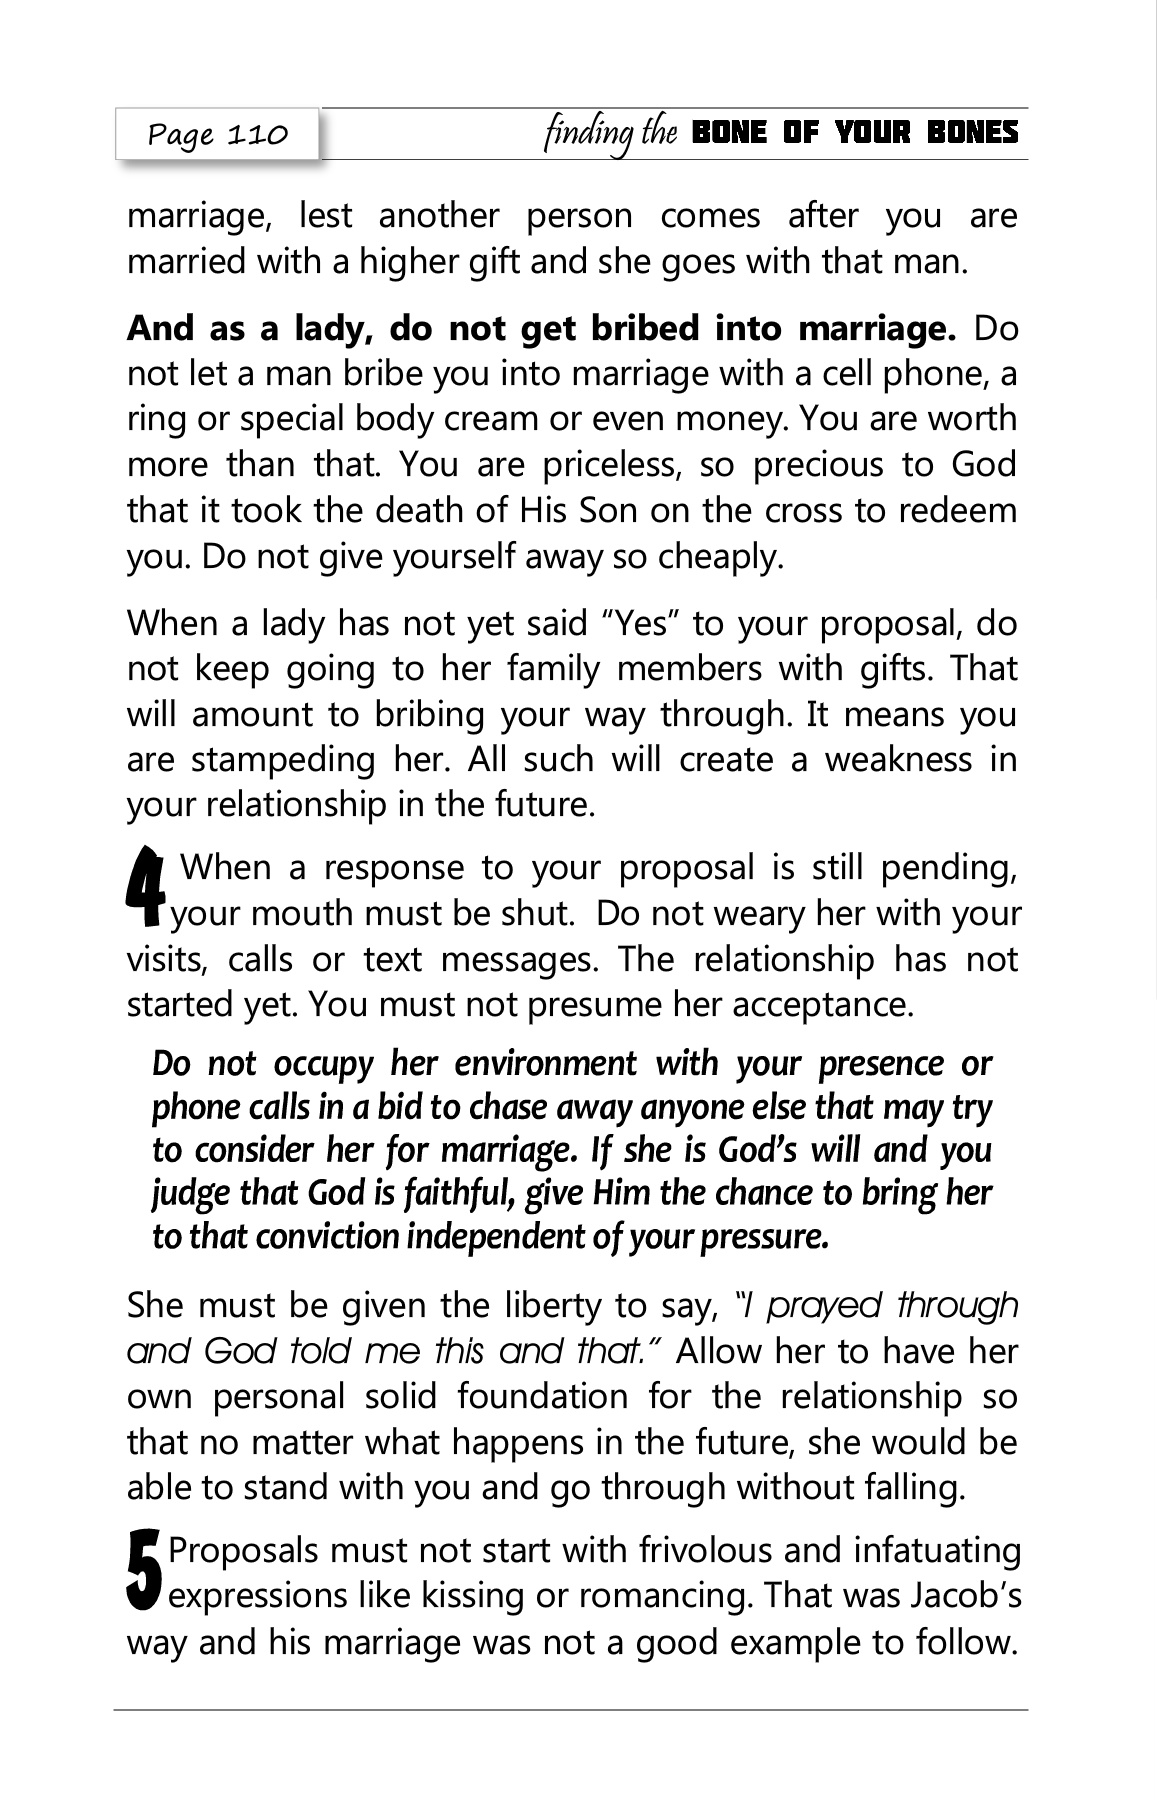 Page 110
finding the BONE OF YOUR BONES
marriage, lest another person comes after you are
married with a higher gift and she goes with that man.
And as a lady, do not get bribed into marriage. Do
not let a man bribe you into marriage with a cell phone, a
ring or special body cream or even money. You are worth
more than that. You are priceless, so precious to God
that it took the death of His Son on the cross to redeem
you. Do not give yourself away so cheaply.
When a lady has not yet said “Yes” to your proposal, do
not keep going to her family members with gifts. That
will amount to bribing your way through. It means you
are stampeding her. All such will create a weakness in
your relationship in the future.
4 When a response to your proposal is still pending,
your mouth must be shut. Do not weary her with your
visits, calls or text messages. The relationship has not
started yet. You must not presume her acceptance.
Do not occupy her environment with your presence or
phone calls in a bid to chase away anyone else that may try
to consider her for marriage. If she is God’s will and you
judge that God is faithful, give Him the chance to bring her
to that conviction independent of your pressure.
She must be given the liberty to say, “I prayed through
and God told me this and that.” Allow her to have her
own personal solid foundation for the relationship so
that no matter what happens in the future, she would be
able to stand with you and go through without falling.
5 Proposals must not start with frivolous and infatuating
expressions like kissing or romancing. That was Jacob’s
way and his marriage was not a good example to follow.